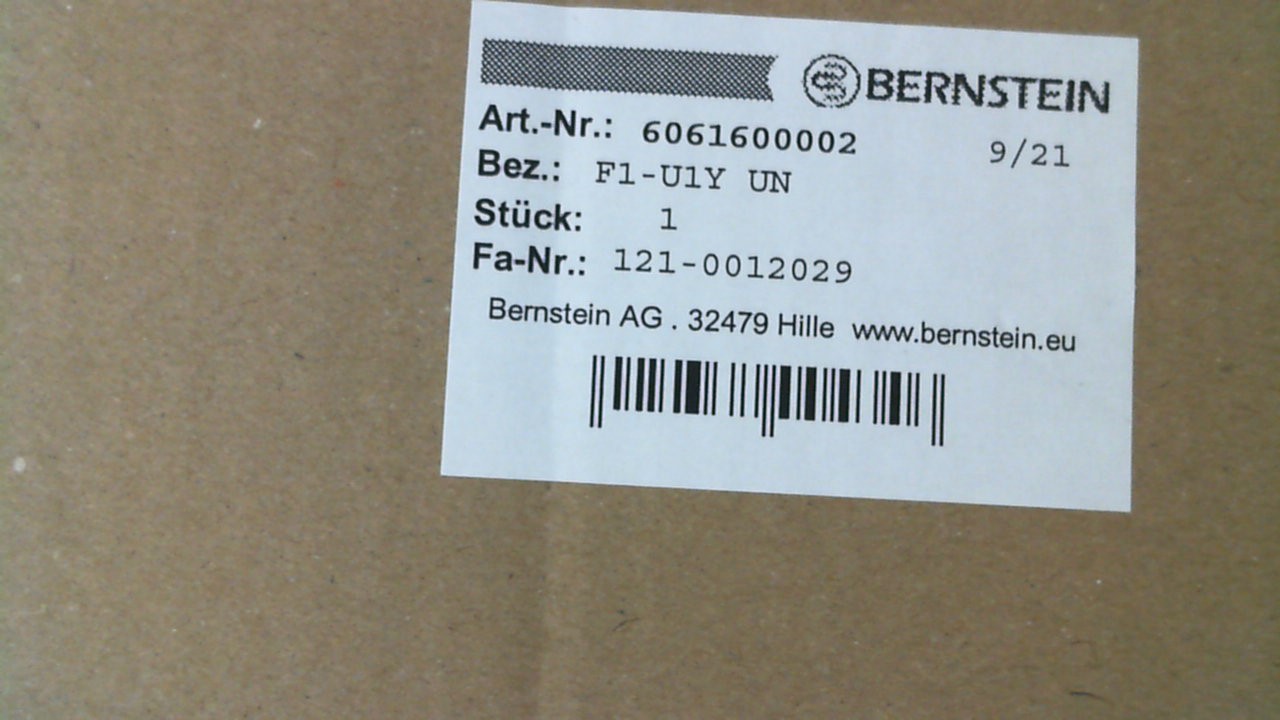 BERNSTEIN
Art.-Nr.: 6061600002 9/21
Bez.: F1-U1Y UN
Stück: 1
Fa-Nr.: 121-0012029
Bernstein AG . 32479 Hille www.bernstein.eu